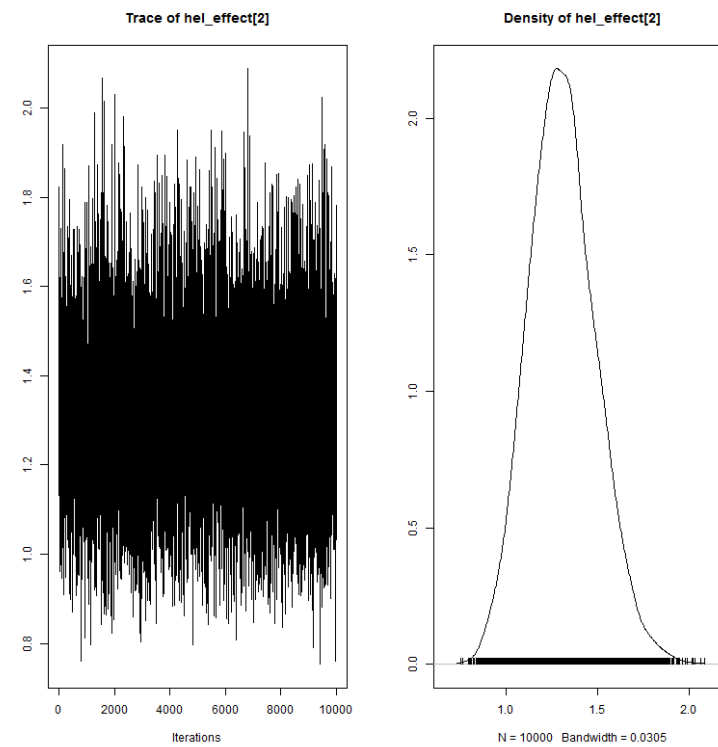 Trace of hel_effect[2]
2.0
1.8
1.6
1.4
1.2
1.0
0.8
0 2000 4000 6000 8000 10000
Iterations
Density of hel_effect[2]
2.0
1.5
1.0
0.5
0.0
1.0 1.5 2.0
N = 10000 Bandwidth = 0.0305